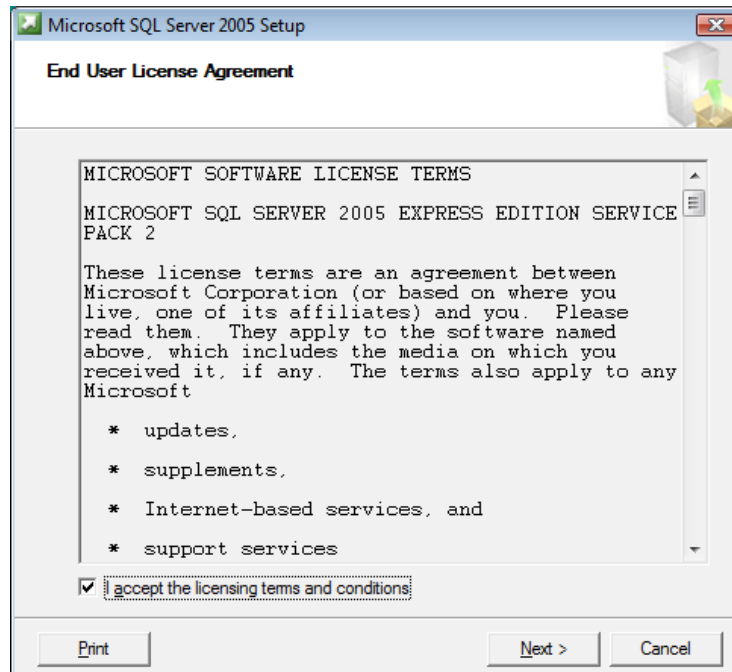 Microsoft SQL Server 2005 Setup
End User License Agreement
MICROSOFT SOFTWARE LICENSE TERMS
MICROSOFT SQL SERVER 2005 EXPRESS EDITION SERVICE
PACK 2
These license terms are an agreement between
Microsoft Corporation (or based on where you
live, one of its affiliates) and you.  Please
read them.  They apply to the software named
above, which includes the media on which you
received it, if any.  The terms also apply to any
Microsoft
* updates,
* supplements,
* Internet-based services, and
* support services
I accept the licensing terms and conditions
Print
Next >
Cancel